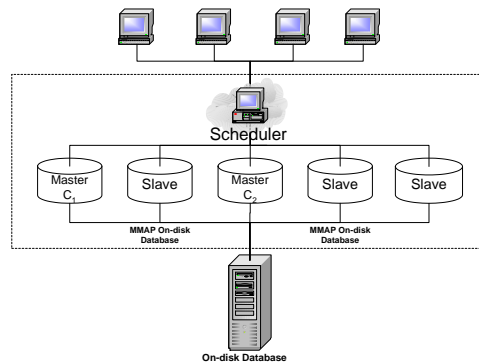 Scheduler
Master Slave Master Slave Slave
C1 C2
MMAP On-disk MMAP On-disk
Database Database
On-disk Database